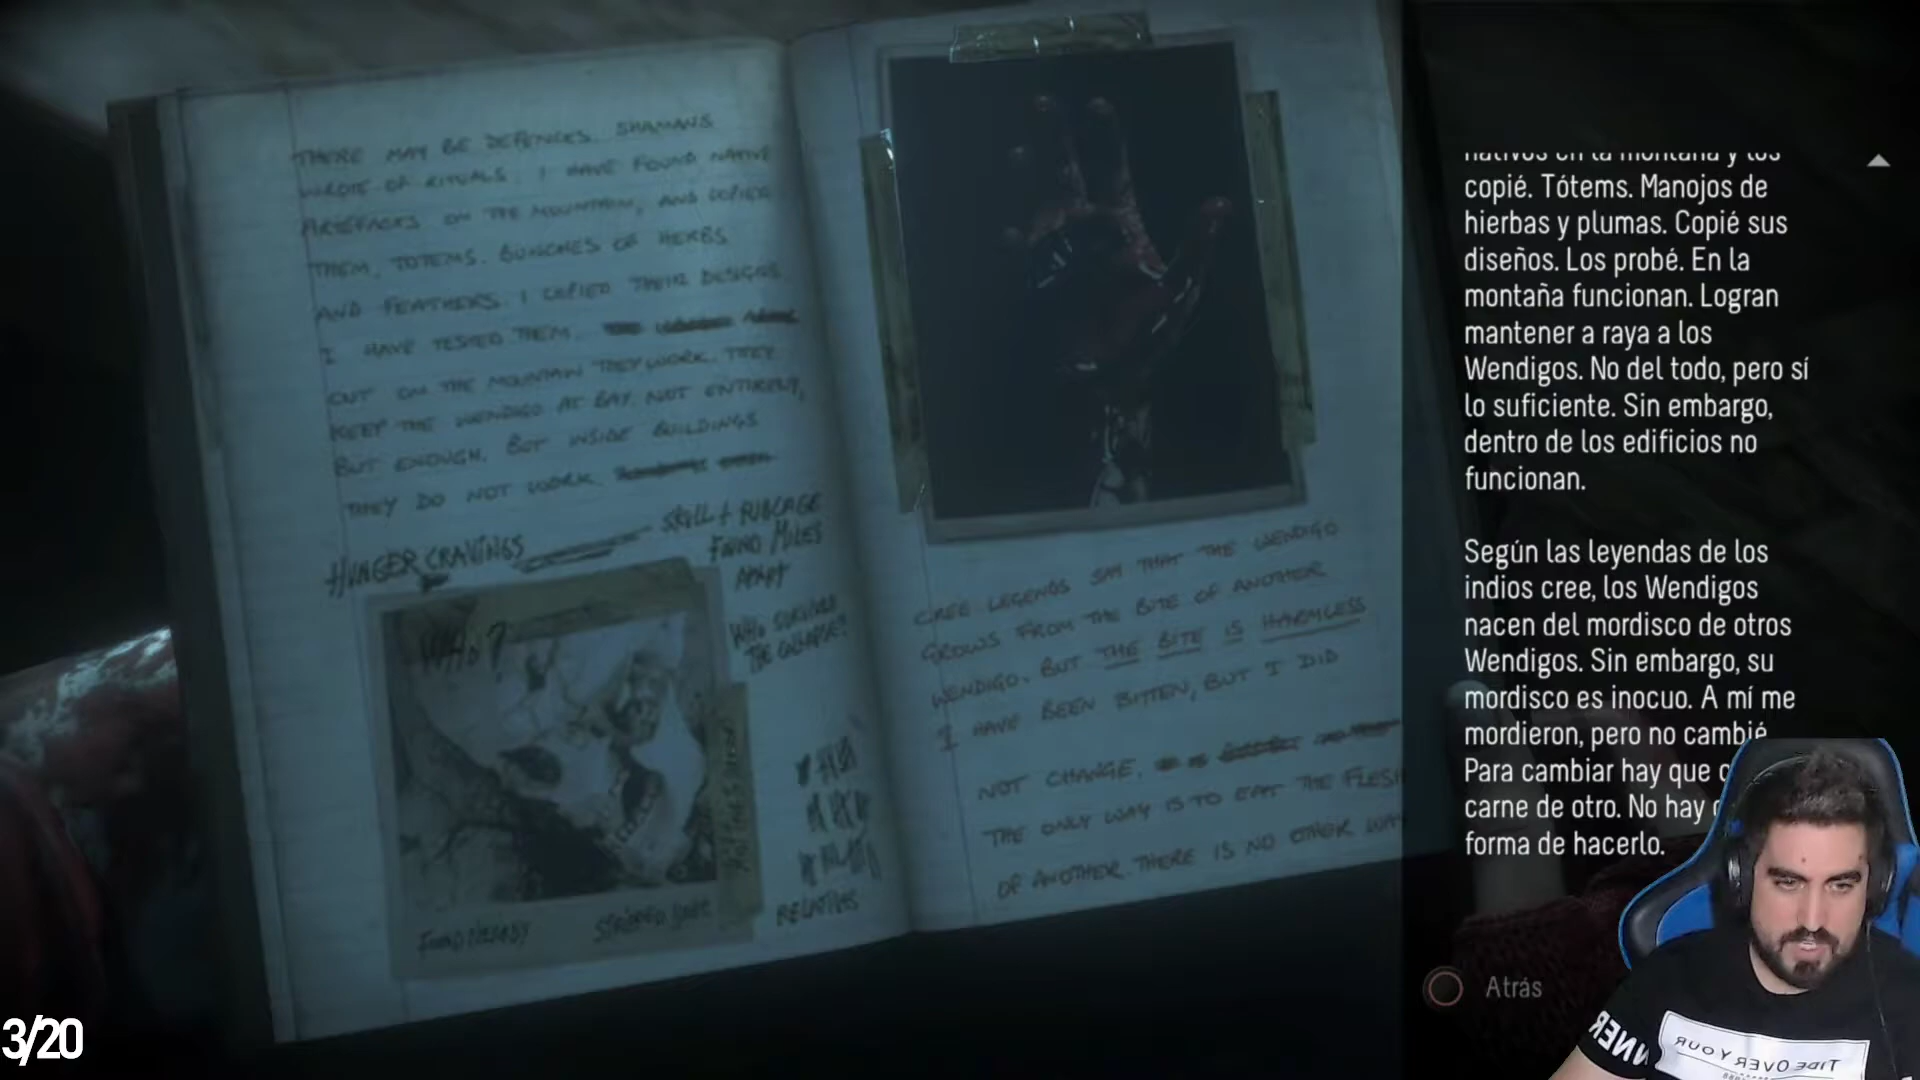 THERE MAY BE DEFENCES. SHAMANS
WROTE OF RITUALS. I HAVE FOUND NATIVE
ARTEFACTS ON THE MOUNTAIN, AND COPIED
THEM, TOTEMS. BUNCHES OF HERBS
AND FEATHERS. I COPIED THEIR DESIGNS.
I HAVE TESTED THEM.
OUT ON THE MOUNTAIN THEY WORK. THEY
KEEP THE WENDIGO AT BAY. NOT ENTIRELY,
BUT ENOUGH. BUT INSIDE BUILDINGS
THEY DO NOT WORK.
HUNGER CRAVINGS
SKULL + RIBCAGE
FOUND MILES
APART
WHO SURVIVED
THE COLLAPSE?
WHO?
RELATIVES
CREE LEGENDS SAY THAT THE WENDIGO
GROWS FROM THE BITE OF ANOTHER
WENDIGO. BUT THE BITE IS HARMLESS
I HAVE BEEN BITTEN, BUT I DID
NOT CHANGE.
THE ONLY WAY IS TO EAT THE FLESH
OF ANOTHER. THERE IS NO OTHER WAY
nativos en la montaña y los
copié. Tótems. Manojos de
hierbas y plumas. Copié sus
diseños. Los probé. En la
montaña funcionan. Logran
mantener a raya a los
Wendigos. No del todo, pero sí
lo suficiente. Sin embargo,
dentro de los edificios no
funcionan.
Según las leyendas de los
indios cree, los Wendigos
nacen del mordisco de otros
Wendigos. Sin embargo, su
mordisco es inocuo. A mí me
mordieron, pero no cambié.
Para cambiar hay que
carne de otro. No hay
forma de hacerlo.
Atrás
3/20
TIDE OVER YOUR